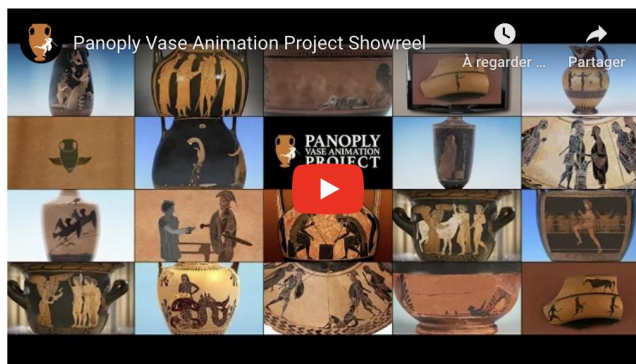 Panoply Vase Animation Project Showreel
À regarder ...
Partager
PANOPLY
VASE ANIMATION
PROJECT